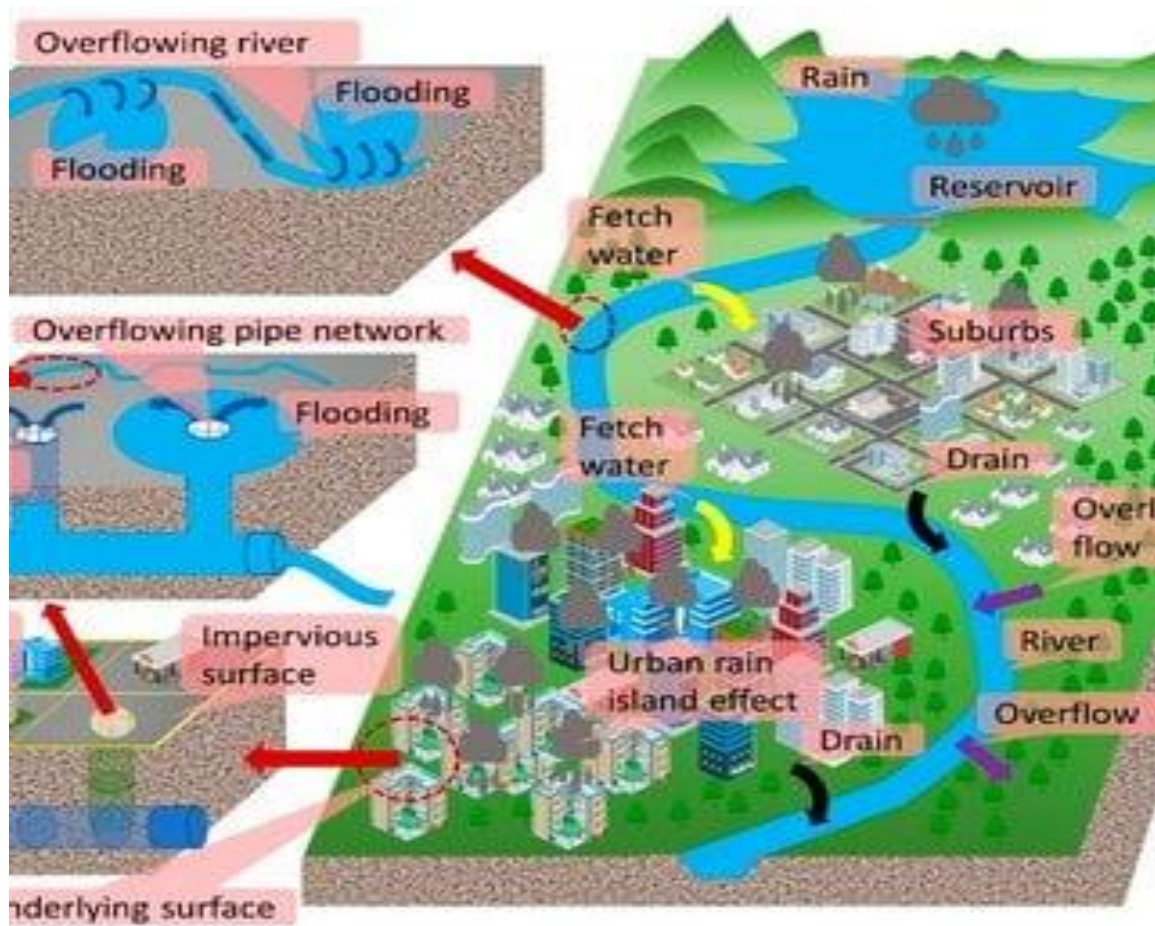 Overflowing river
Flooding
Flooding
Rain
Reservoir
Fetch
water
Overflowing pipe network
Flooding
Suburbs
Fetch
water
Drain
Overl
flow
Impervious
surface
Urban rain
island effect
River
Overflow
Drain
nderlying surface